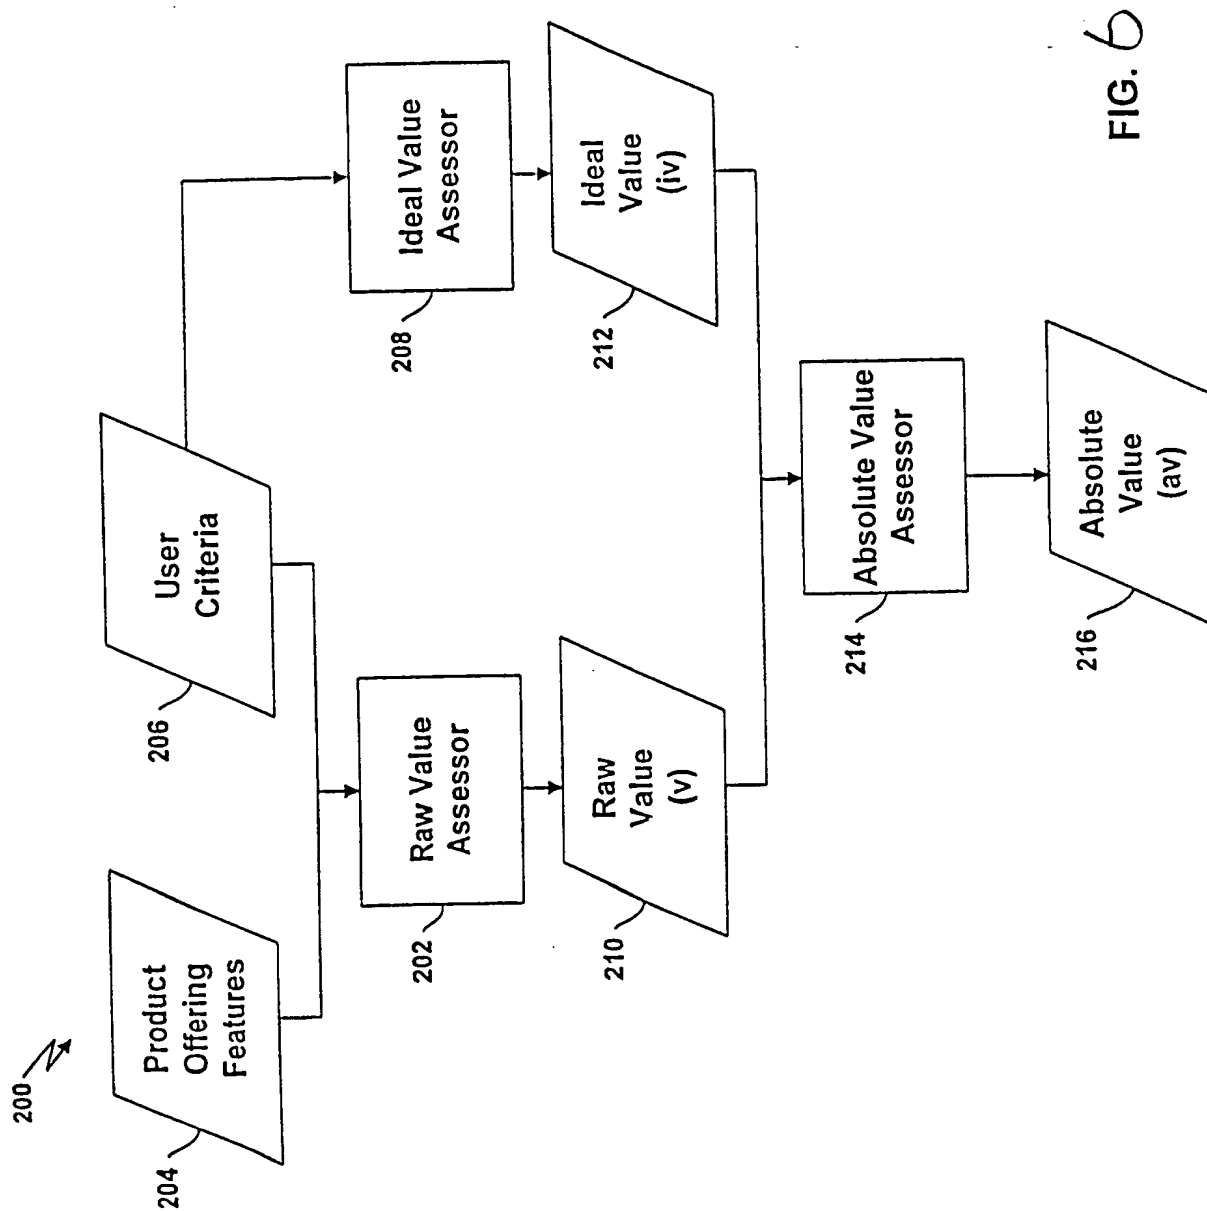 200
Product
Offering
Features
204
User
Criteria
206
Raw Value
Assessor
202
Ideal Value
Assessor
208
Raw
Value
(v)
210
Ideal
Value
(iv)
212
Absolute Value
Assessor
214
Absolute
Value
(av)
216
FIG. 6